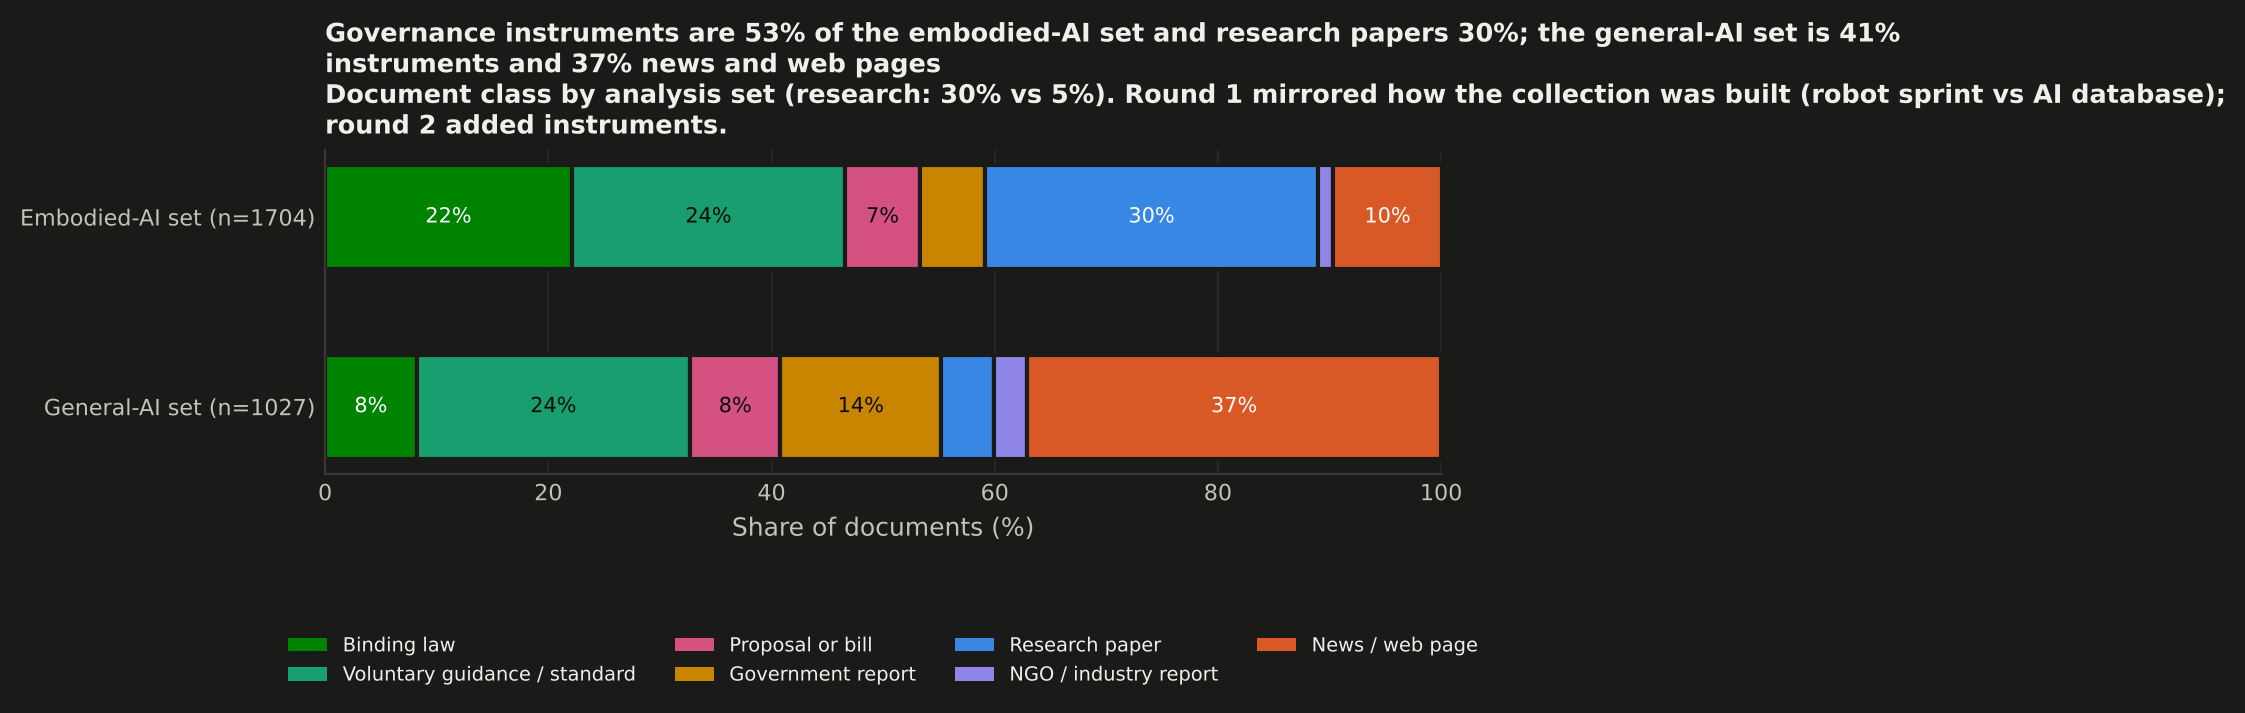 Governance instruments are 53% of the embodied-AI set and research papers 30%; the general-AI set is 41%
instruments and 37% news and web pages
Document class by analysis set (research: 30% vs 5%). Round 1 mirrored how the collection was built (robot sprint vs AI database);
round 2 added instruments.
Embodied-AI set (n=1704)
22%
24%
7%
30%
10%
General-AI set (n=1027)
8%
24%
8%
14%
37%
0
20
40
60
80
100
Share of documents (%)
Binding law
Voluntary guidance / standard
Proposal or bill
Government report
Research paper
NGO / industry report
News / web page